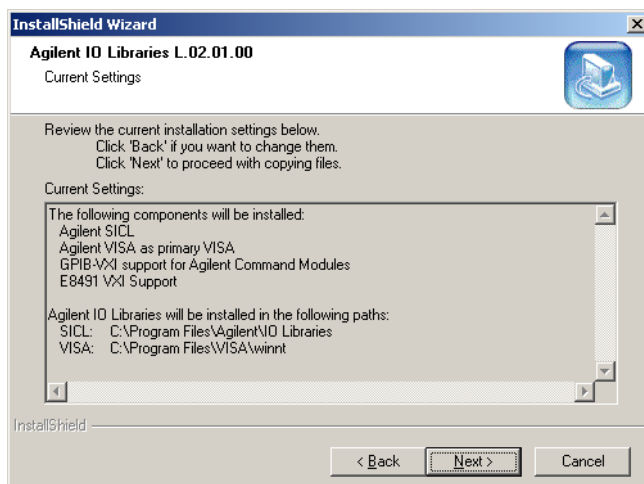 InstallShield Wizard
Agilent IO Libraries L.02.01.00
Current Settings
Review the current installation settings below.
Click 'Back' if you want to change them.
Click 'Next' to proceed with copying files.
Current Settings:
The following components will be installed:
Agilent SICL
Agilent VISA as primary VISA
GPIB-VXI support for Agilent Command Modules
E8491 VXI Support
Agilent IO Libraries will be installed in the following paths:
SICL: C:\Program Files\Agilent\IO Libraries
VISA: C:\Program Files\VISA\winnt
InstallShield
< Back Next > Cancel